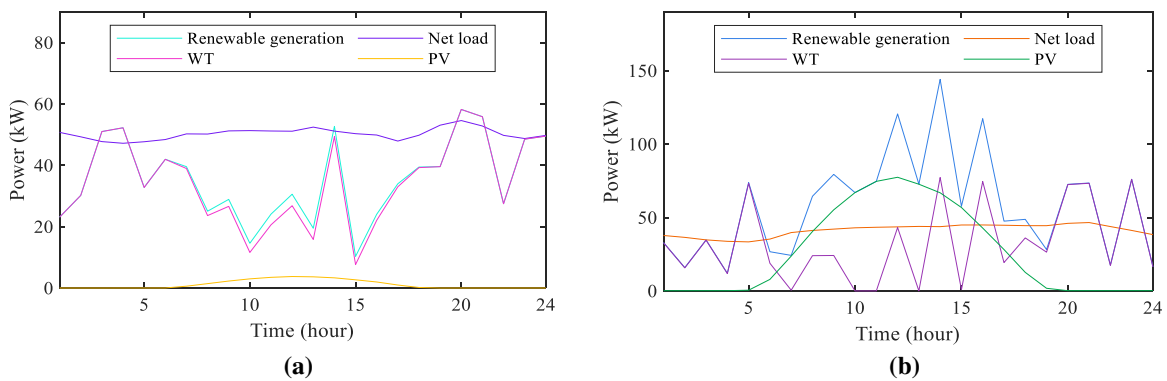 80
60
40
20
0
Power (kW)
Renewable generation
Net load
WT
PV
5
10
15
20
24
Time (hour)
(a)
150
100
50
0
Power (kW)
Renewable generation
Net load
WT
PV
5
10
15
20
24
Time (hour)
(b)